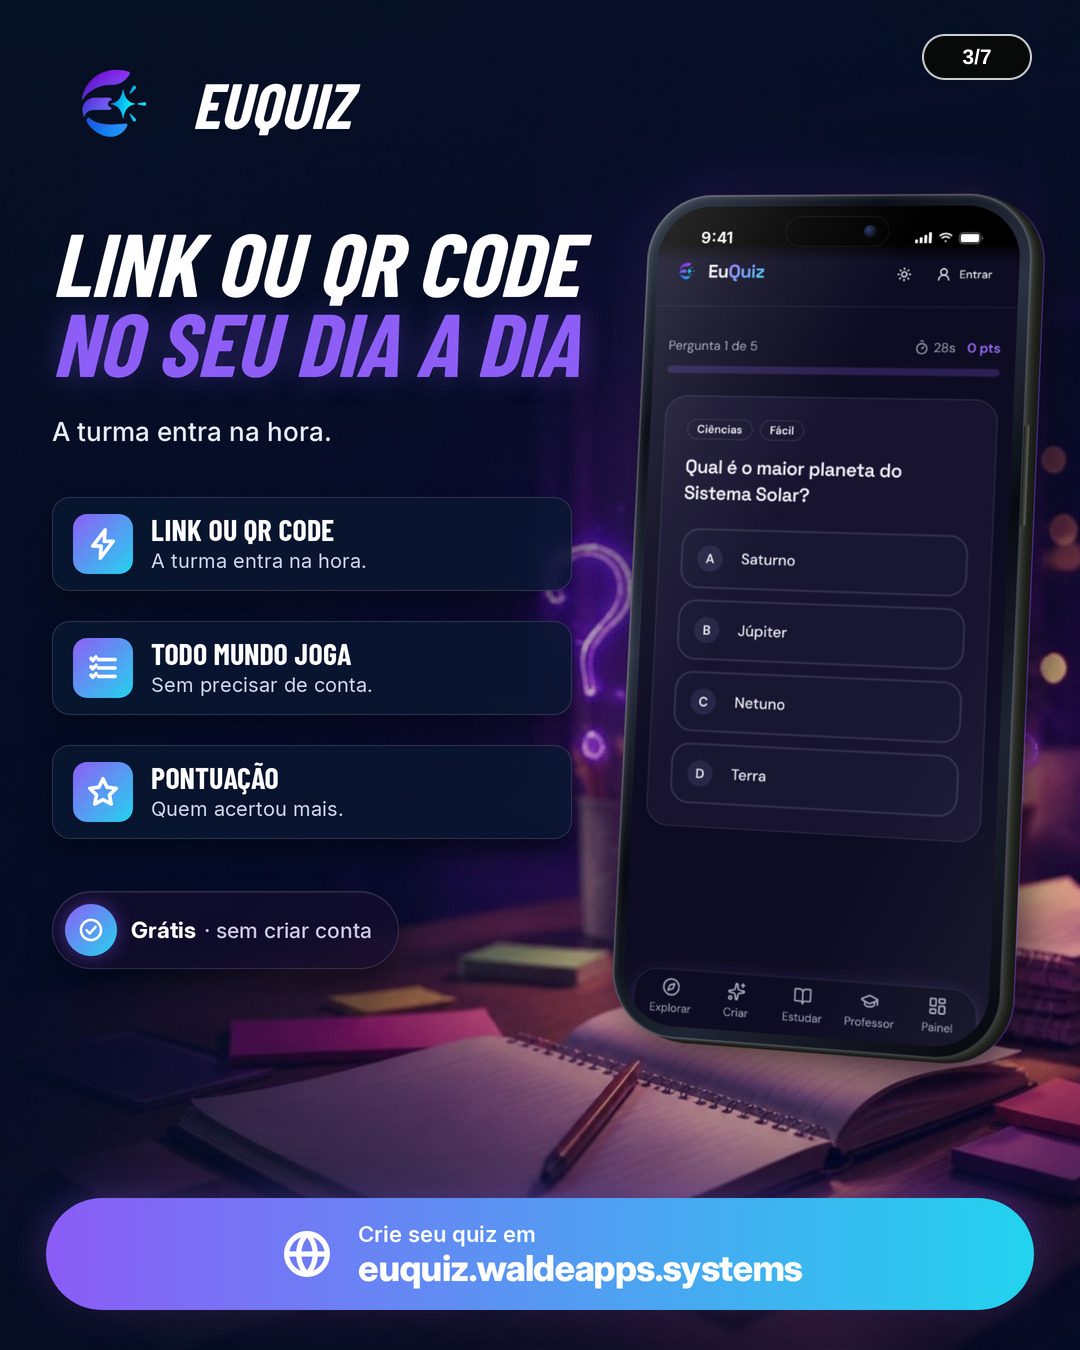 3/7
EUQUIZ
LINK OU QR CODE
NO SEU DIA A DIA
A turma entra na hora.
LINK OU QR CODE
A turma entra na hora.
TODO MUNDO JOGA
Sem precisar de conta.
PONTUAÇÃO
Quem acertou mais.
Grátis · sem criar conta
9:41
EuQuiz
Entrar
Pergunta 1 de 5
28s 0 pts
Ciências Fácil
Qual é o maior planeta do
Sistema Solar?
A Saturno
B Júpiter
C Netuno
D Terra
Explorar Criar Estudar Professor Painel
Crie seu quiz em
euquiz.waldeapps.systems